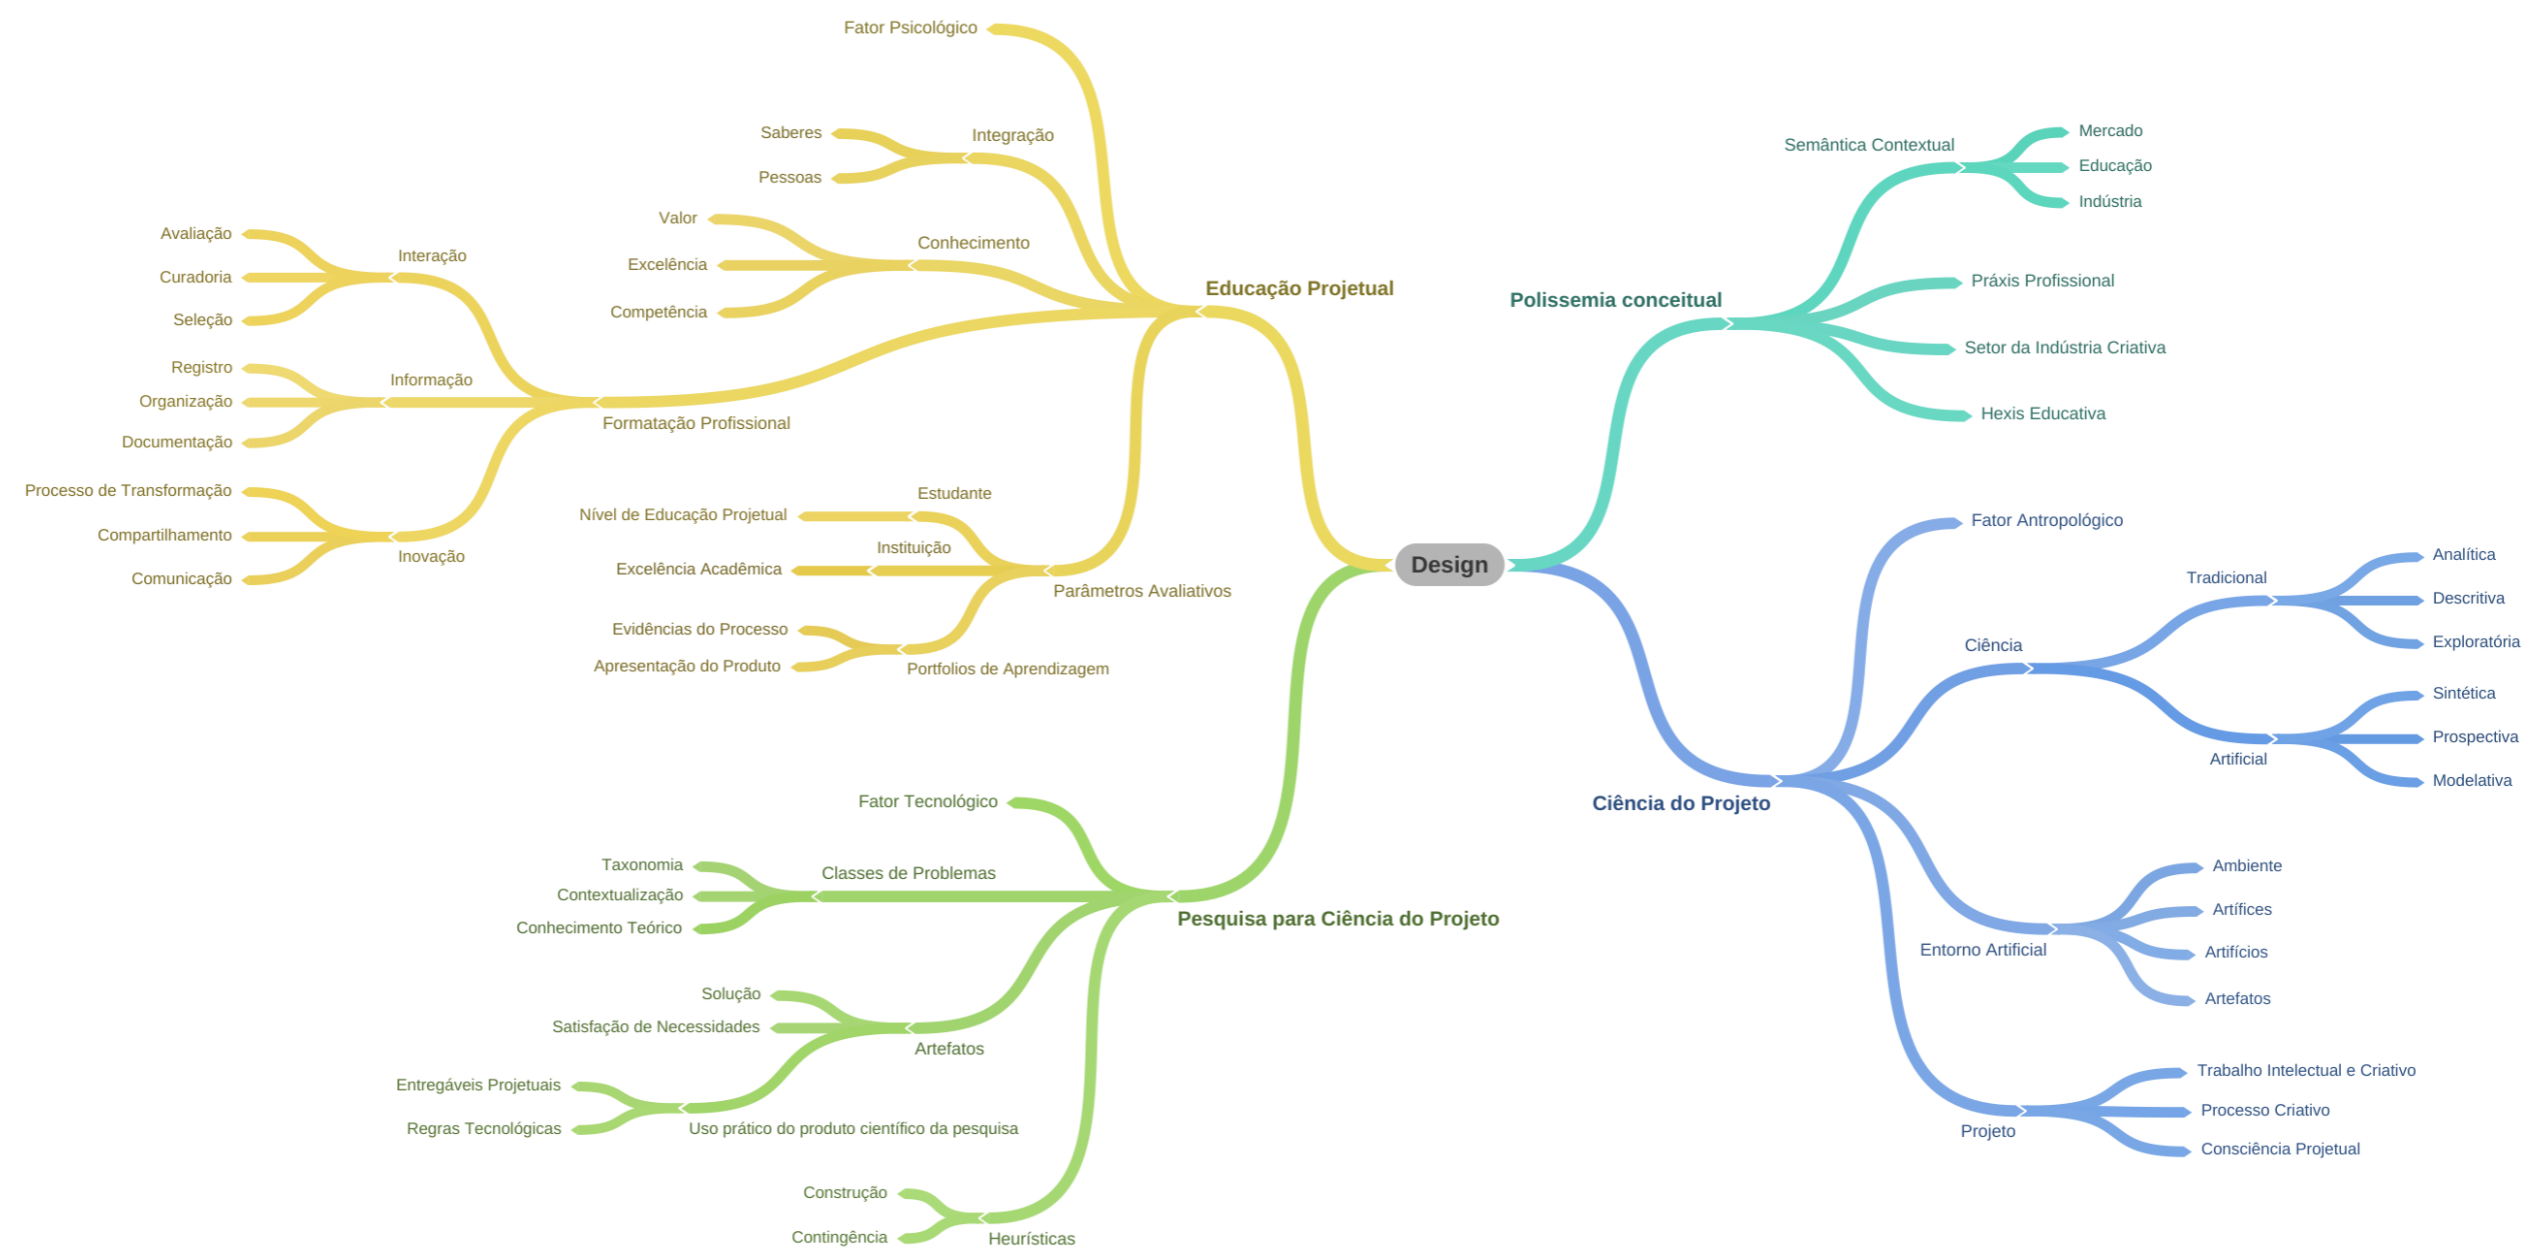 Design
Polissemia conceitual
Semântica Contextual
Mercado
Educação
Indústria
Práxis Profissional
Setor da Indústria Criativa
Hexis Educativa
Ciência do Projeto
Fator Antropológico
Ciência
Tradicional
Analítica
Descritiva
Exploratória
Artificial
Sintética
Prospectiva
Modelativa
Entorno Artificial
Ambiente
Artífices
Artifícios
Artefatos
Projeto
Trabalho Intelectual e Criativo
Processo Criativo
Consciência Projetual
Educação Projetual
Fator Psicológico
Integração
Saberes
Pessoas
Conhecimento
Valor
Excelência
Competência
Formatação Profissional
Interação
Avaliação
Curadoria
Seleção
Informação
Registro
Organização
Documentação
Inovação
Processo de Transformação
Compartilhamento
Comunicação
Parâmetros Avaliativos
Estudante
Nível de Educação Projetual
Instituição
Excelência Acadêmica
Portfolios de Aprendizagem
Evidências do Processo
Apresentação do Produto
Pesquisa para Ciência do Projeto
Fator Tecnológico
Classes de Problemas
Taxonomia
Contextualização
Conhecimento Teórico
Artefatos
Solução
Satisfação de Necessidades
Uso prático do produto científico da pesquisa
Entregáveis Projetuais
Regras Tecnológicas
Heurísticas
Construção
Contingência